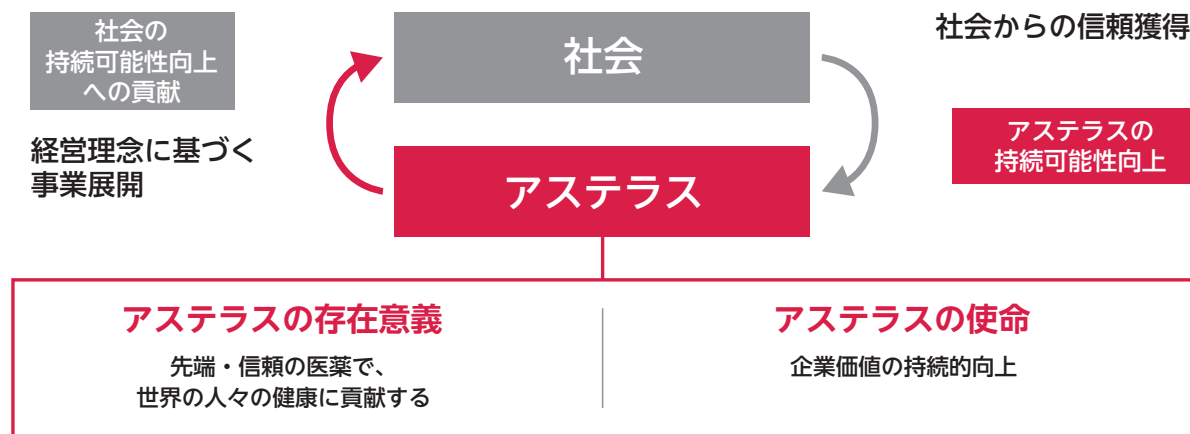 社会の
持続可能性向上
への貢献
経営理念に基づく
事業展開
社会
アステラス
社会からの信頼獲得
アステラスの
持続可能性向上
アステラスの存在意義
先端・信頼の医薬で、
世界の人々の健康に貢献する
アステラスの使命
企業価値の持続的向上